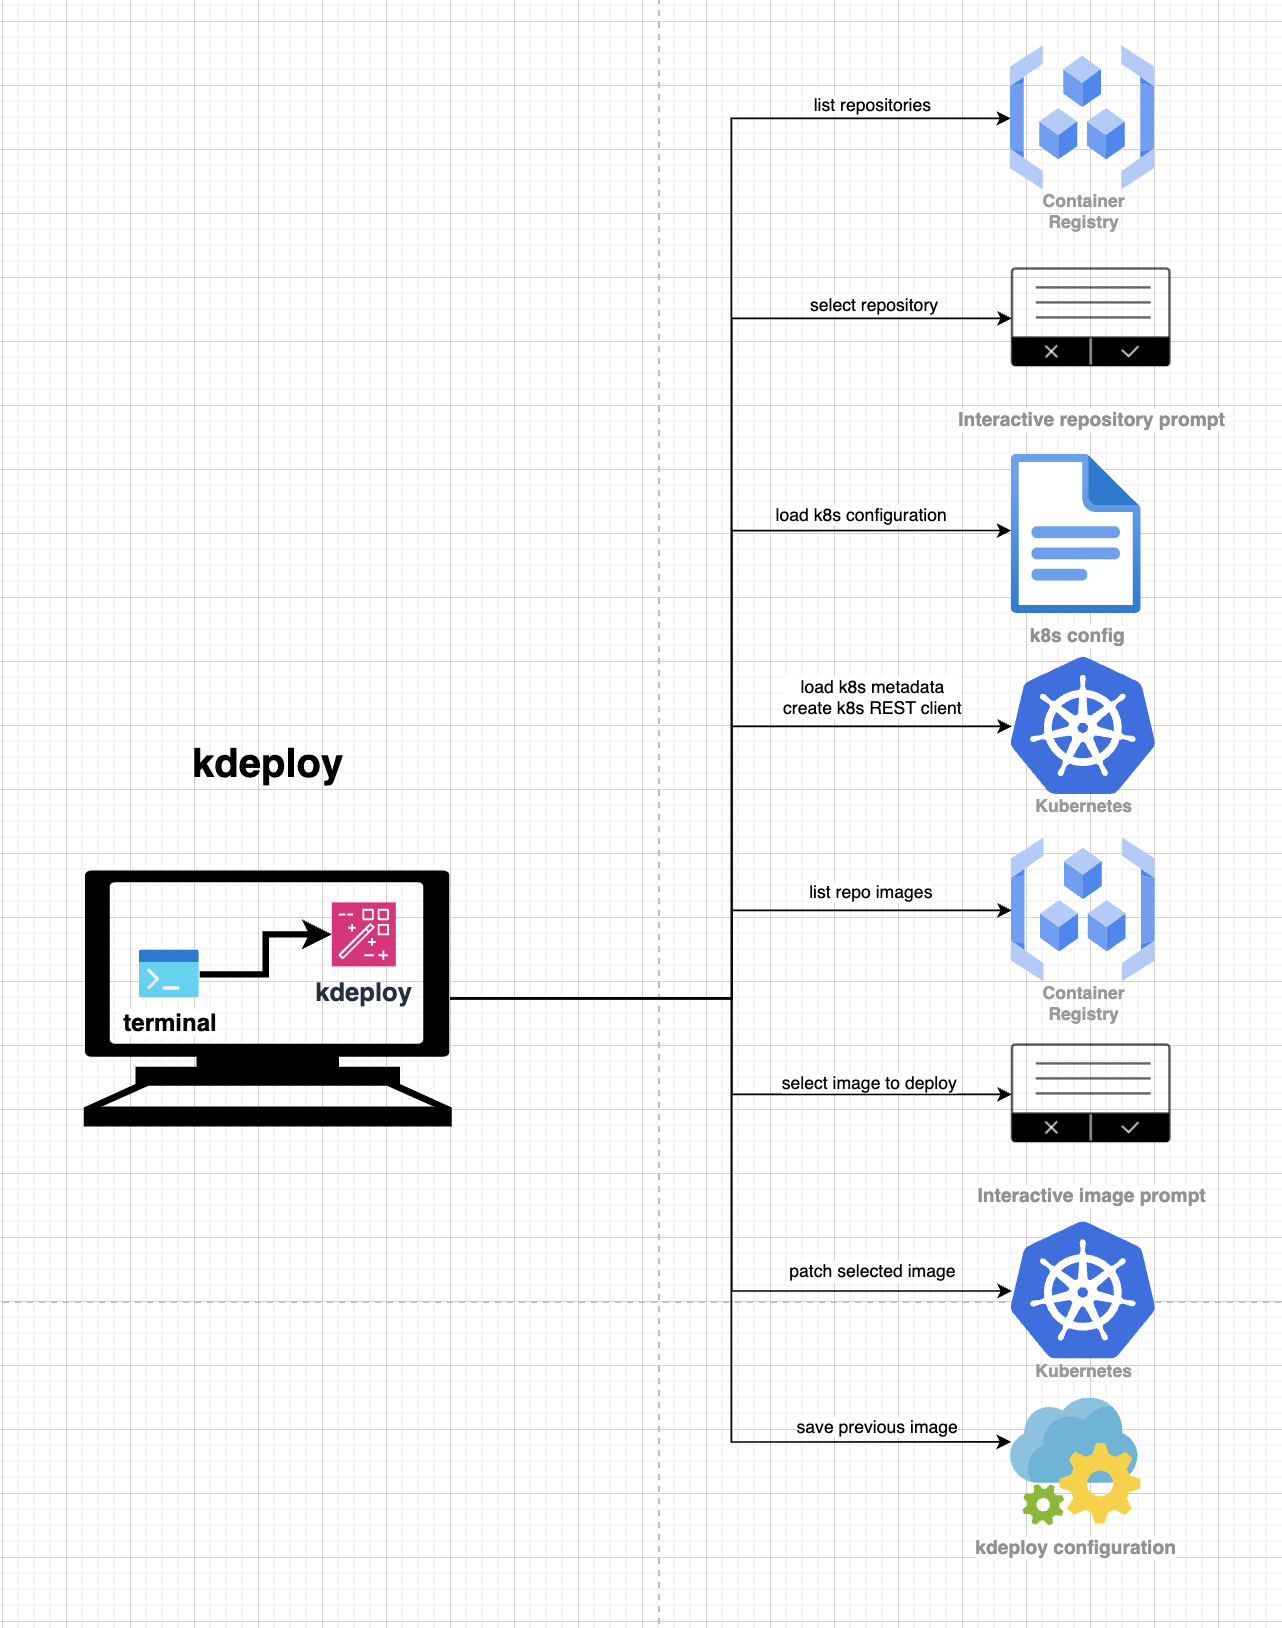 list repositories
Container
Registry
select repository
Interactive repository prompt
load k8s configuration
k8s config
load k8s metadata
create k8s REST client
Kubernetes
kdeploy
list repo images
Container
Registry
kdeploy
terminal
select image to deploy
Interactive image prompt
patch selected image
Kubernetes
save previous image
kdeploy configuration